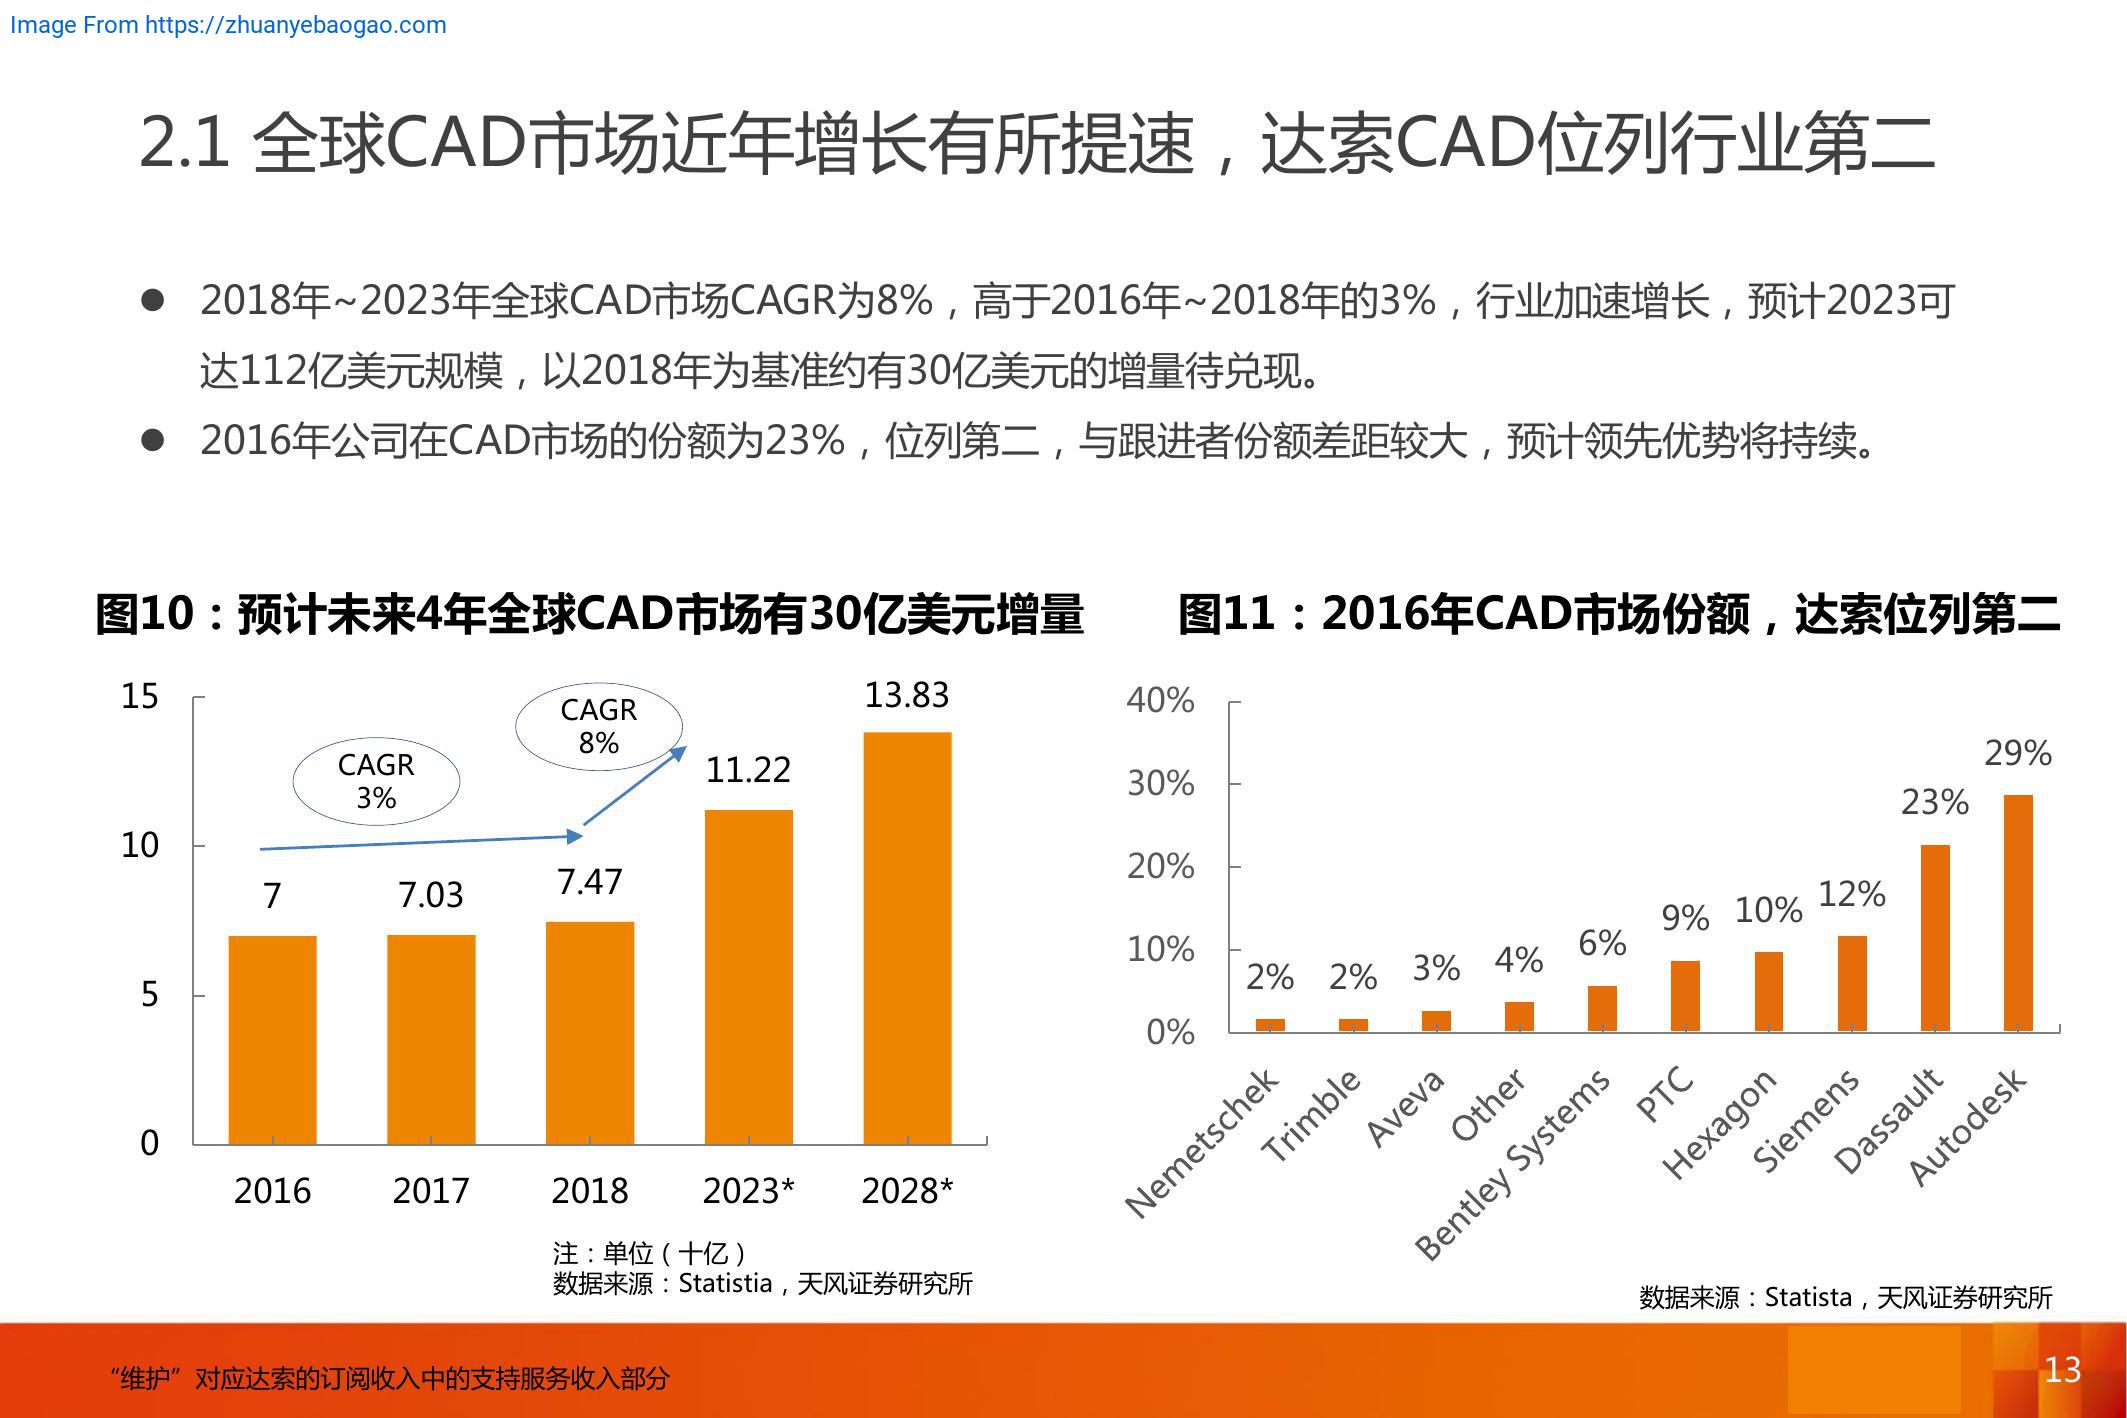 Image From https://zhuanyebaogao.com
2.1 全球CAD市场近年增长有所提速，达索CAD位列行业第二
● 2018年~2023年全球CAD市场CAGR为8%，高于2016年~2018年的3%，行业加速增长，预计2023可
达112亿美元规模，以2018年为基准约有30亿美元的增量待兑现。
● 2016年公司在CAD市场的份额为23%，位列第二，与跟进者份额差距较大，预计领先优势将持续。
图10：预计未来4年全球CAD市场有30亿美元增量
15
10
5
0
CAGR
3%
CAGR
8%
7
7.03
7.47
11.22
13.83
2016
2017
2018
2023*
2028*
注：单位（十亿）
数据来源：Statistia，天风证券研究所
图11：2016年CAD市场份额，达索位列第二
40%
30%
20%
10%
0%
2%
2%
3%
4%
6%
9%
10%
12%
23%
29%
Nemetschek
Trimble
Aveva
Other
Bentley Systems
PTC
Hexagon
Siemens
Dassault
Autodesk
数据来源：Statista，天风证券研究所
“维护”对应达索的订阅收入中的支持服务收入部分
13